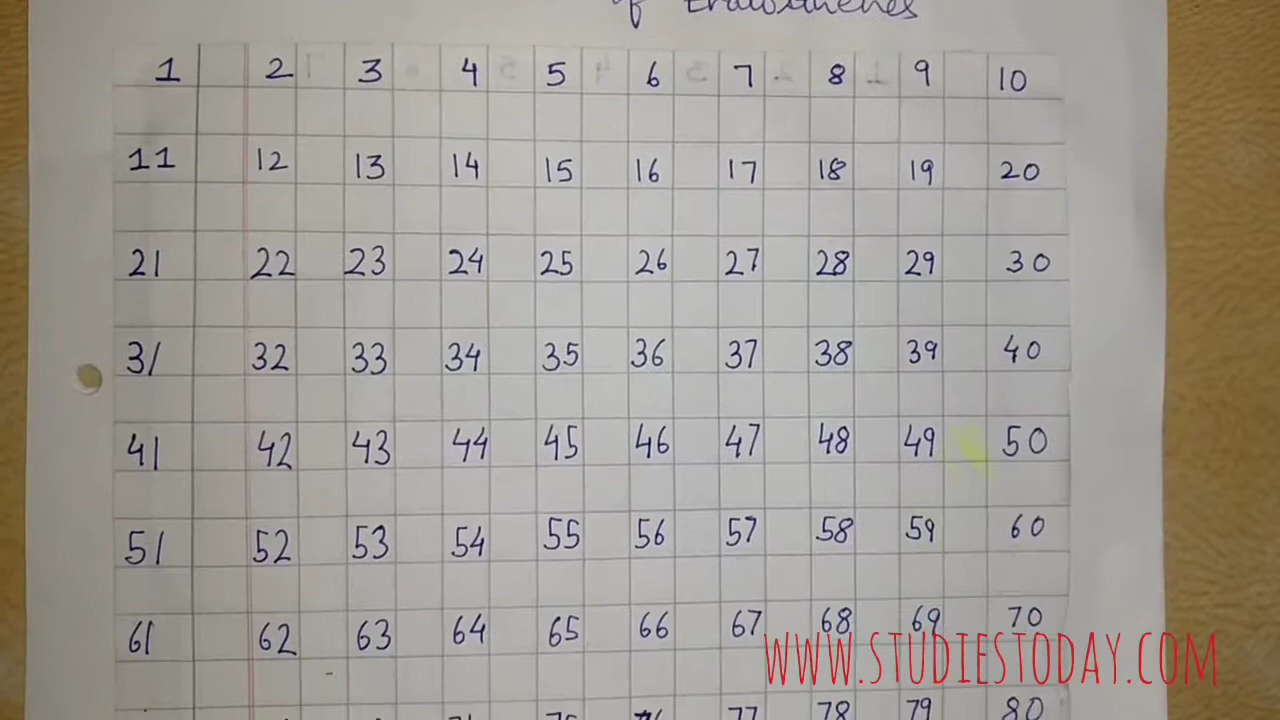 of Eratosthenes
1 2 3 4 5 6 7 8 9 10
11 12 13 14 15 16 17 18 19 20
21 22 23 24 25 26 27 28 29 30
31 32 33 34 35 36 37 38 39 40
41 42 43 44 45 46 47 48 49 50
51 52 53 54 55 56 57 58 59 60
61 62 63 64 65 66 67 68 69 70
www.studiestoday.com
77 78 79 80